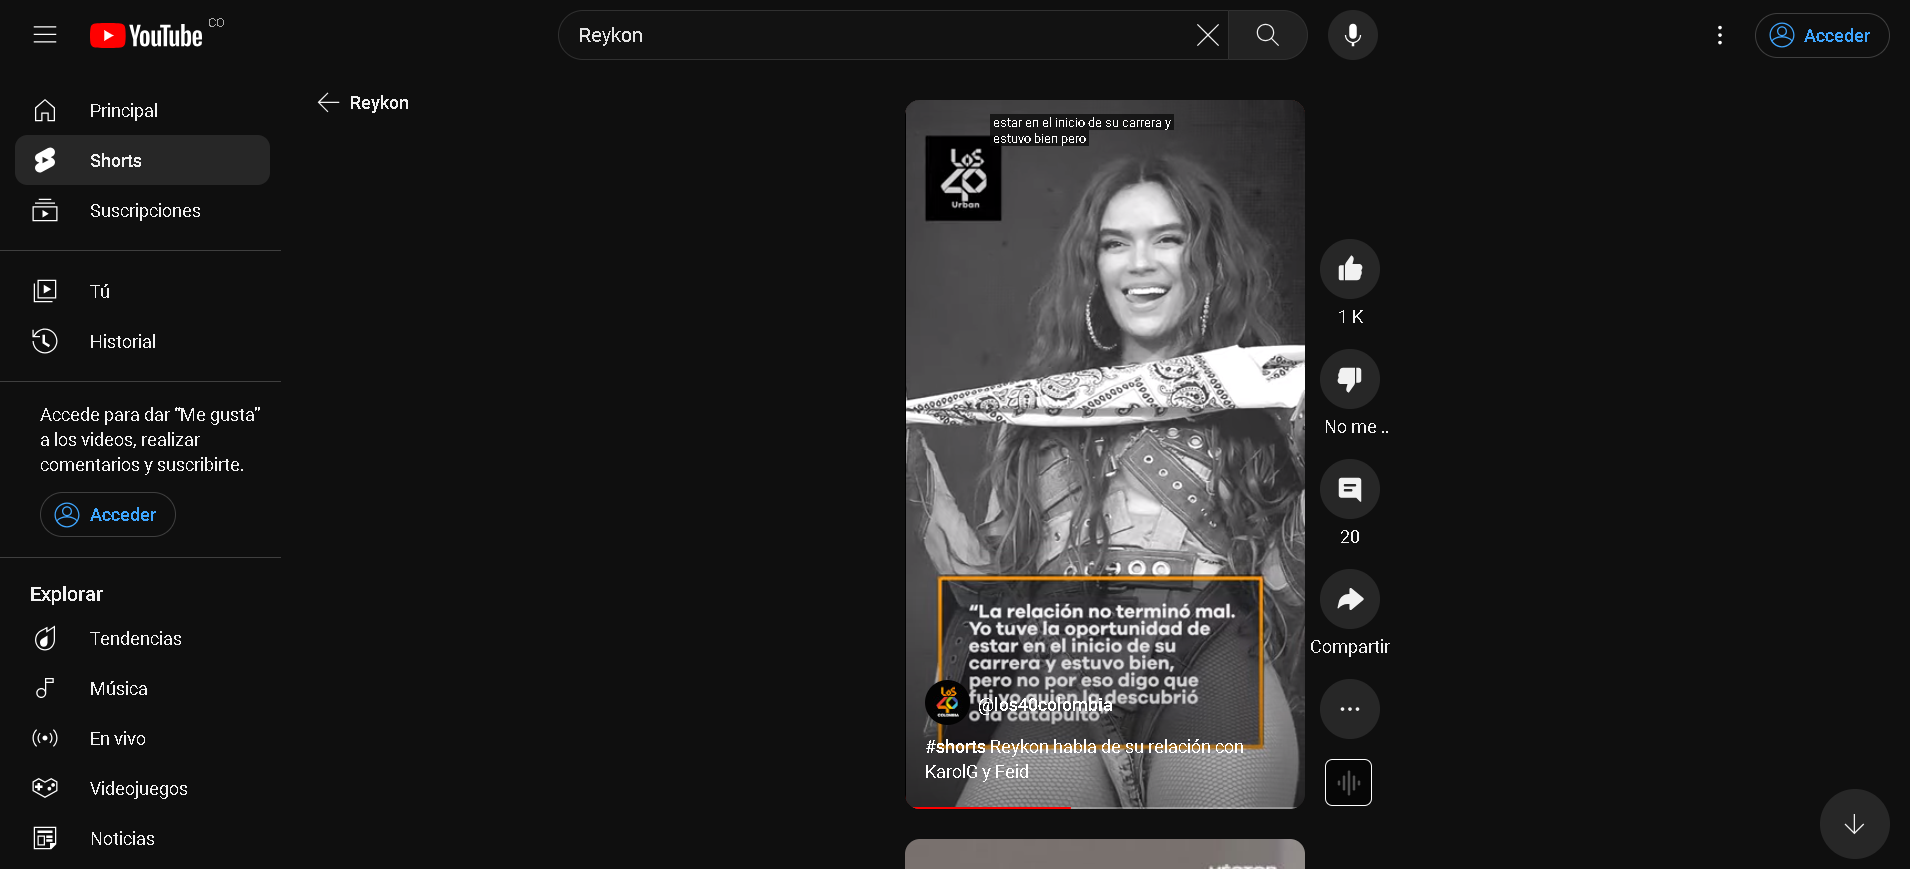 YouTube CO
Reykon
Acceder
Principal
Shorts
Suscripciones
Tú
Historial
Accede para dar “Me gusta”
a los videos, realizar
comentarios y suscribirte.
Acceder
Explorar
Tendencias
Música
En vivo
Videojuegos
Noticias
Reykon
estar en el inicio de su carrera y
estuvo bien pero
LOS
40
Urban
“La relación no terminó mal.
Yo tuve la oportunidad de
estar en el inicio de su
carrera y estuvo bien,
pero no por eso digo que
fui yo quien la descubrió
o la catapultó”
LOS
40
COLOMBIA
@los40colombia
#shorts Reykon habla de su relación con
KarolG y Feid
1 K
No me ..
20
Compartir